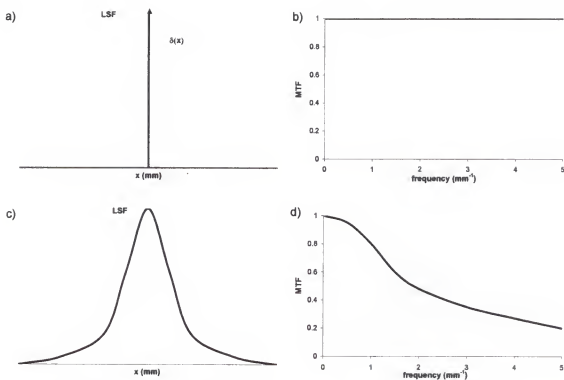 a)
LSF
δ(x)
x (mm)
b)
MTF
1
0.8
0.6
0.4
0.2
0
0 1 2 3 4 5
frequency (mm⁻¹)
c)
LSF
x (mm)
d)
MTF
1
0.8
0.6
0.4
0.2
0
0 1 2 3 4 5
frequency (mm⁻¹)